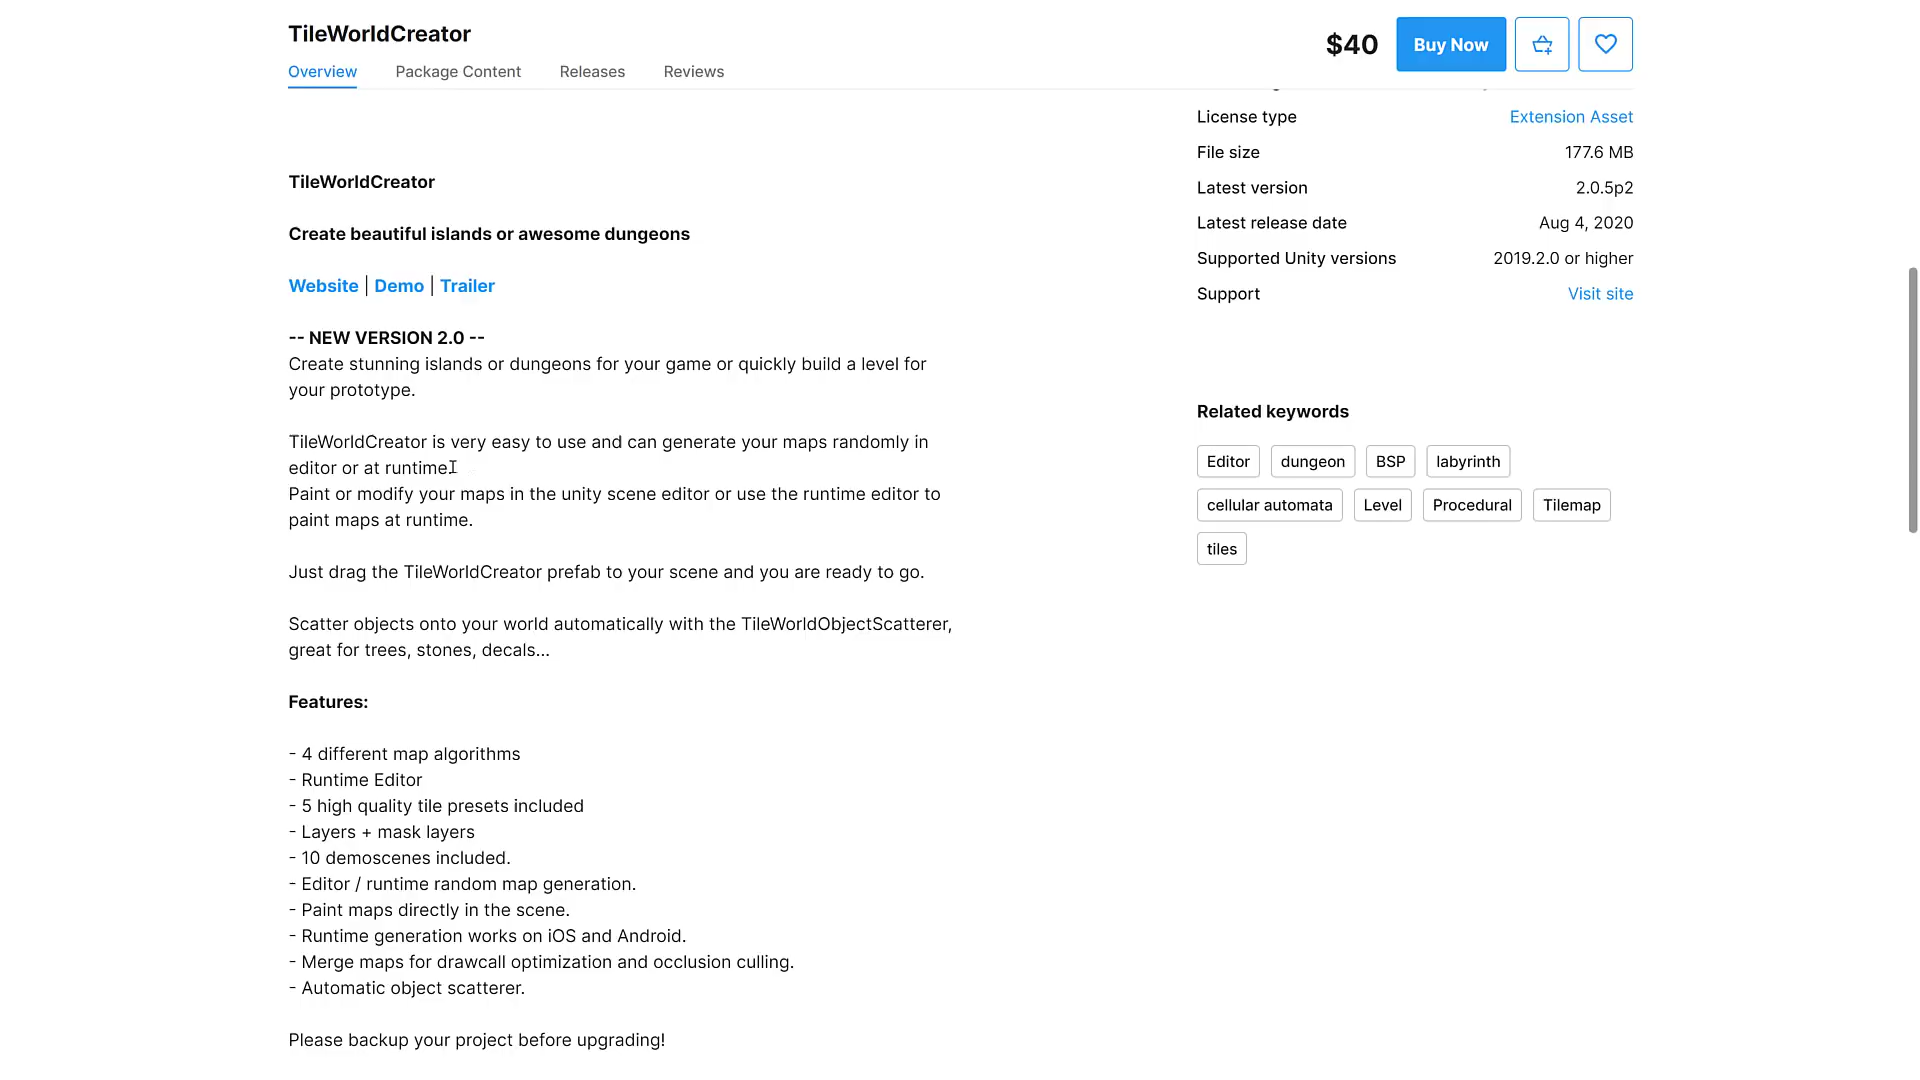 TileWorldCreator
$40
Buy Now
Overview
Package Content
Releases
Reviews
License type
Extension Asset
File size
177.6 MB
Latest version
2.0.5p2
Latest release date
Aug 4, 2020
Supported Unity versions
2019.2.0 or higher
Support
Visit site
TileWorldCreator
Create beautiful islands or awesome dungeons
Website | Demo | Trailer
-- NEW VERSION 2.0 --
Create stunning islands or dungeons for your game or quickly build a level for
your prototype.
TileWorldCreator is very easy to use and can generate your maps randomly in
editor or at runtime
Paint or modify your maps in the unity scene editor or use the runtime editor to
paint maps at runtime.
Just drag the TileWorldCreator prefab to your scene and you are ready to go.
Scatter objects onto your world automatically with the TileWorldObjectScatterer,
great for trees, stones, decals...
Features:
- 4 different map algorithms
- Runtime Editor
- 5 high quality tile presets included
- Layers + mask layers
- 10 demoscenes included.
- Editor / runtime random map generation.
- Paint maps directly in the scene.
- Runtime generation works on iOS and Android.
- Merge maps for drawcall optimization and occlusion culling.
- Automatic object scatterer.
Please backup your project before upgrading!
Related keywords
Editor
dungeon
BSP
labyrinth
cellular automata
Level
Procedural
Tilemap
tiles